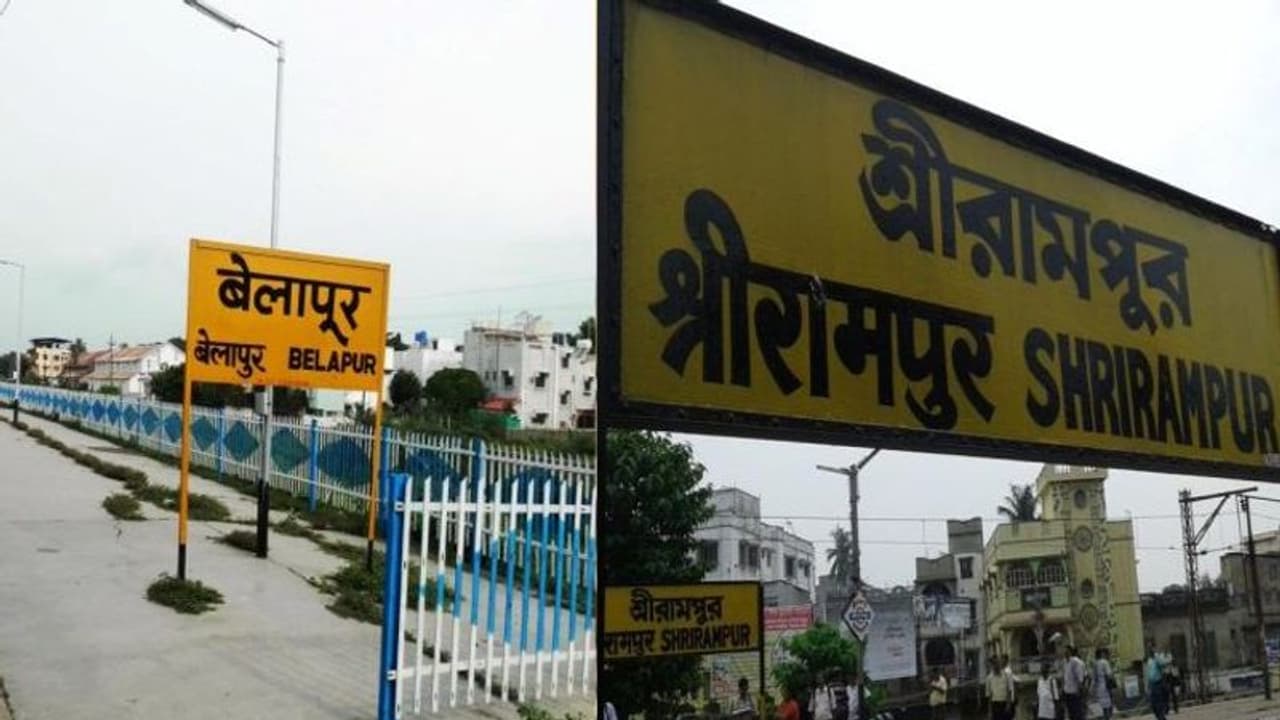 बेलापूर
बेलापुर BELAPUR
শ্রীরামপুর
श्रीरामपुर SHRIRAMPUR
শ্রীরামপুর
रामपुर SHRIRAMPUR